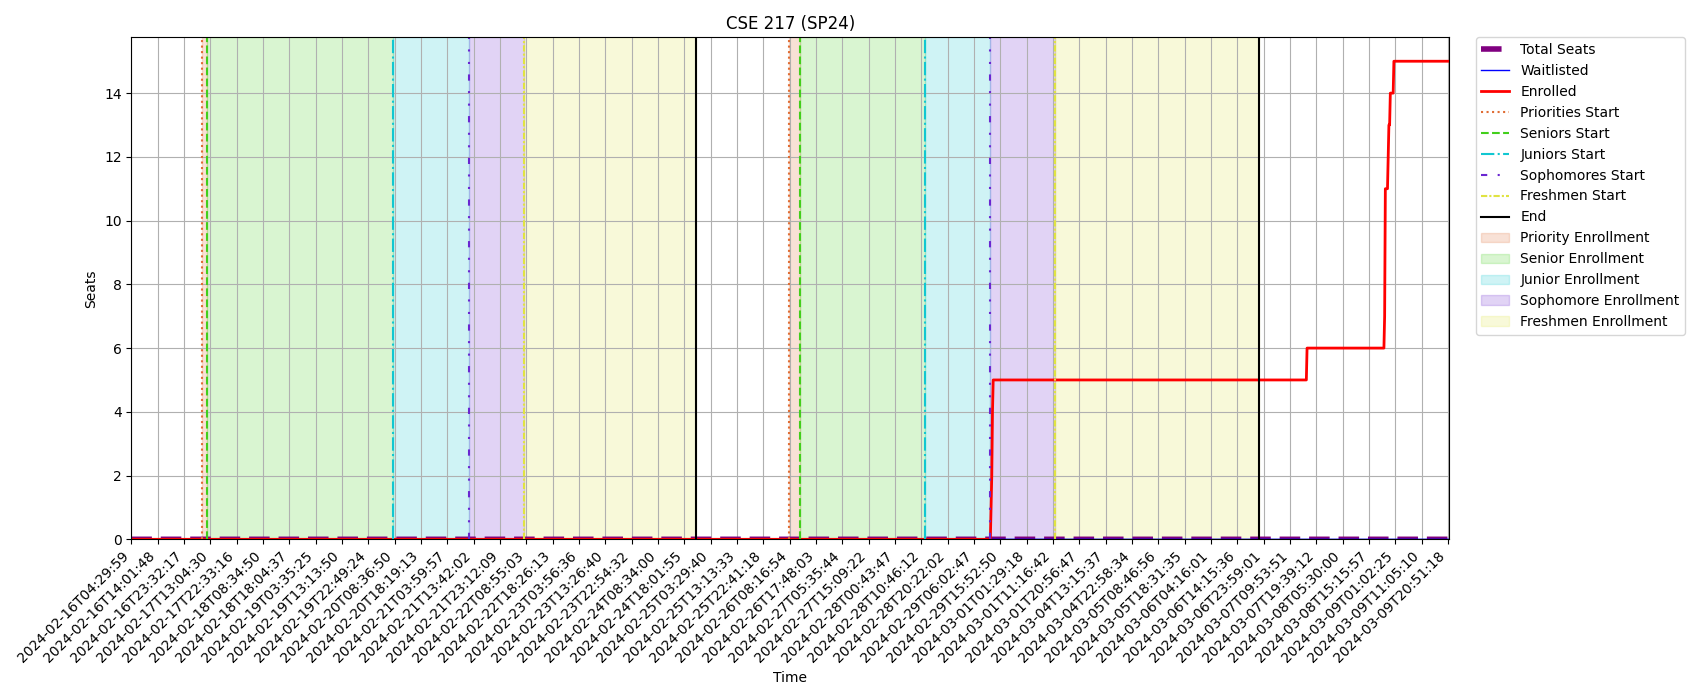 CSE 217 (SP24)
Seats
14
12
10
8
6
4
2
0
2024-02-16T04:29:59
2024-02-16T14:01:48
2024-02-16T23:32:17
2024-02-17T13:04:30
2024-02-17T22:33:16
2024-02-18T08:34:50
2024-02-18T18:04:37
2024-02-19T03:35:25
2024-02-19T13:13:50
2024-02-19T22:49:24
2024-02-20T08:36:50
2024-02-20T18:19:13
2024-02-21T03:59:57
2024-02-21T13:42:02
2024-02-21T23:12:09
2024-02-22T08:55:03
2024-02-22T18:26:13
2024-02-23T03:56:36
2024-02-23T13:26:40
2024-02-23T22:54:32
2024-02-24T08:34:00
2024-02-24T18:01:55
2024-02-25T03:29:40
2024-02-25T13:13:33
2024-02-25T22:41:18
2024-02-26T08:16:54
2024-02-26T17:48:03
2024-02-27T05:35:44
2024-02-27T15:09:22
2024-02-28T00:43:47
2024-02-28T10:46:12
2024-02-28T20:22:02
2024-02-29T06:02:47
2024-02-29T15:52:50
2024-03-01T01:29:18
2024-03-01T11:16:42
2024-03-01T20:56:47
2024-03-04T13:15:37
2024-03-04T22:58:34
2024-03-05T08:46:56
2024-03-05T18:31:35
2024-03-06T04:16:01
2024-03-06T14:15:36
2024-03-06T23:59:01
2024-03-07T09:53:51
2024-03-07T19:39:12
2024-03-08T05:30:00
2024-03-08T15:15:57
2024-03-09T01:02:25
2024-03-09T11:05:10
2024-03-09T20:51:18
Time
Total Seats
Waitlisted
Enrolled
Priorities Start
Seniors Start
Juniors Start
Sophomores Start
Freshmen Start
End
Priority Enrollment
Senior Enrollment
Junior Enrollment
Sophomore Enrollment
Freshmen Enrollment